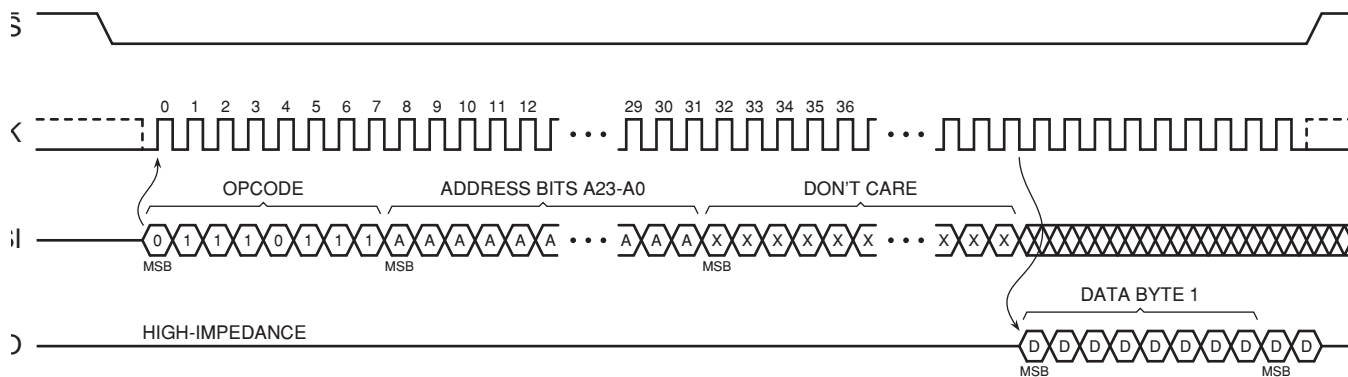 S
0 1 2 3 4 5 6 7 8 9 10 11 12 29 30 31 32 33 34 35 36
K
OPCODE ADDRESS BITS A23-A0 DON'T CARE
SI 0 1 1 1 0 1 1 1 A A A A A A ••• A A A X X X X X X ••• X X X
MSB MSB MSB
DATA BYTE 1
HIGH-IMPEDANCE
O D D D D D D D D D D
MSB MSB